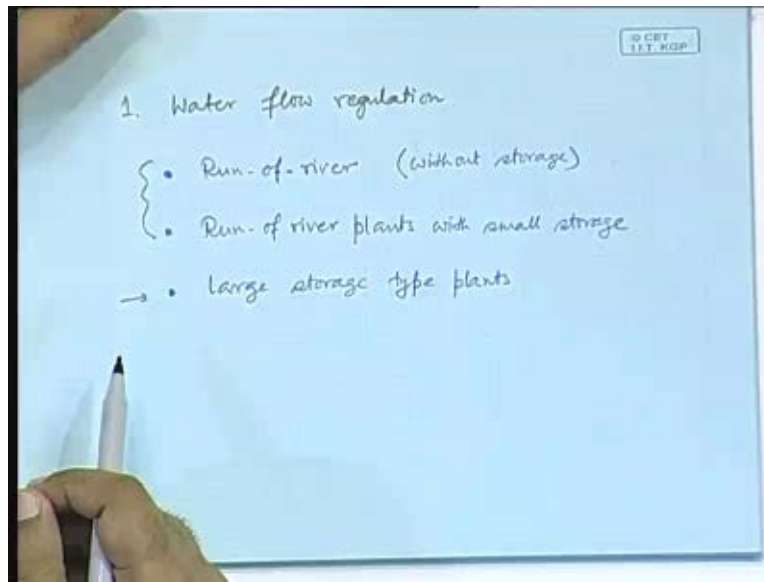 © CET
I.I.T. KGP
1. Water flow regulation
• Run-of-river (without storage)
• Run-of river plants with small storage
→ • Large storage type plants